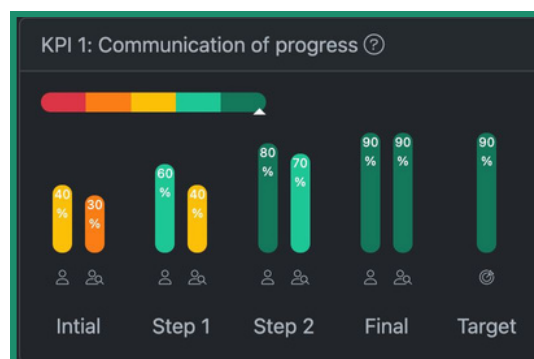 KPI 1: Communication of progress ?
40 % 30 % 60 % 40 % 80 % 70 % 90 % 90 % 90 %
Intial Step 1 Step 2 Final Target